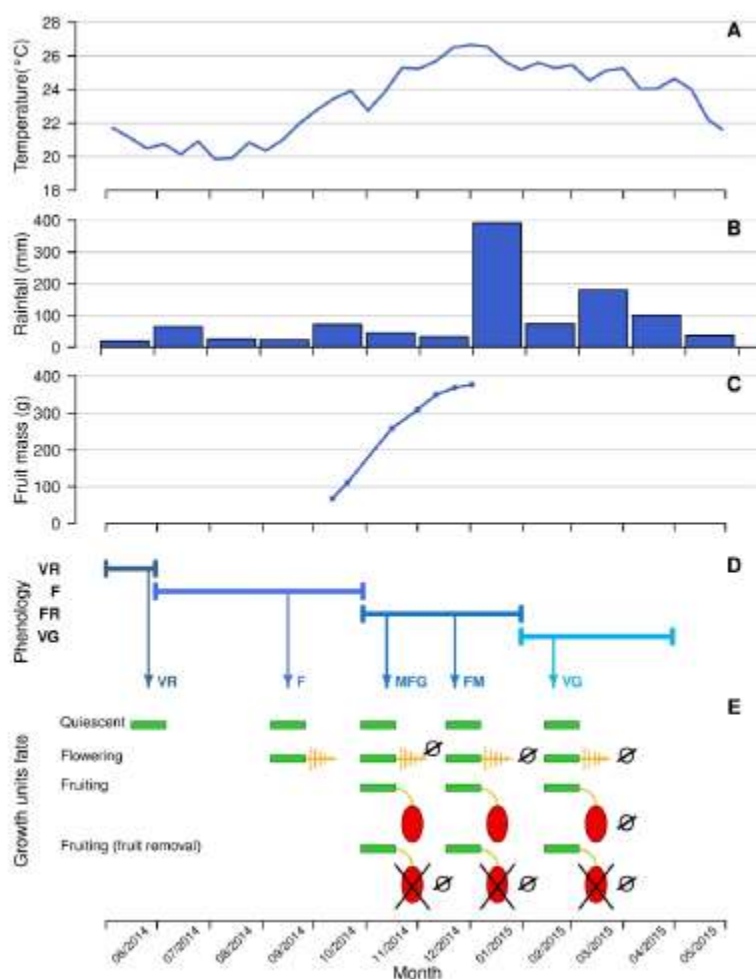 A
Temperature( °C)
28
26
24
22
20
18
B
Rainfall (mm)
400
300
200
100
0
C
Fruit mass (g)
400
300
200
100
0
D
Phenology
VR
F
FR
VG
VR F MFG FM VG
E
Growth units fate
Quiescent
Flowering
Fruiting
Fruiting (fruit removal)
06/2014 07/2014 08/2014 09/2014 10/2014 11/2014 12/2014 01/2015 02/2015 03/2015 04/2015 05/2015
Month